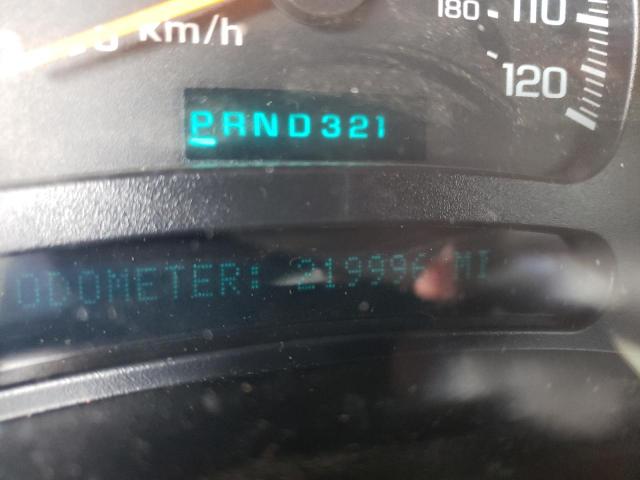 180 110
km/h
120
PRND321
ODOMETER: 219996 MI